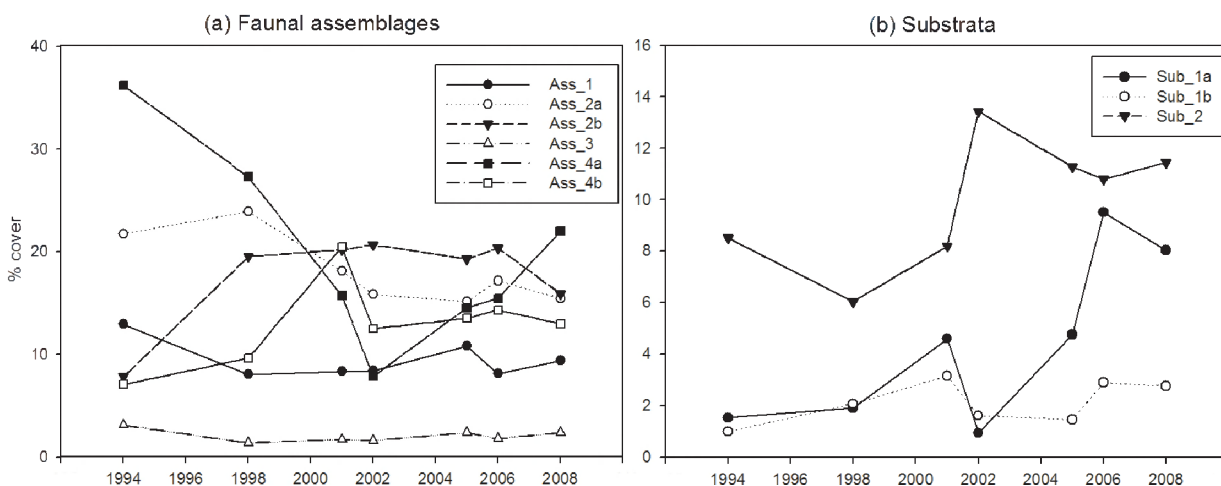 (a) Faunal assemblages
% cover
40
30
20
10
0
Ass_1
Ass_2a
Ass_2b
Ass_3
Ass_4a
Ass_4b
1994 1996 1998 2000 2002 2004 2006 2008
(b) Substrata
16
14
12
10
8
6
4
2
0
Sub_1a
Sub_1b
Sub_2
1994 1996 1998 2000 2002 2004 2006 2008